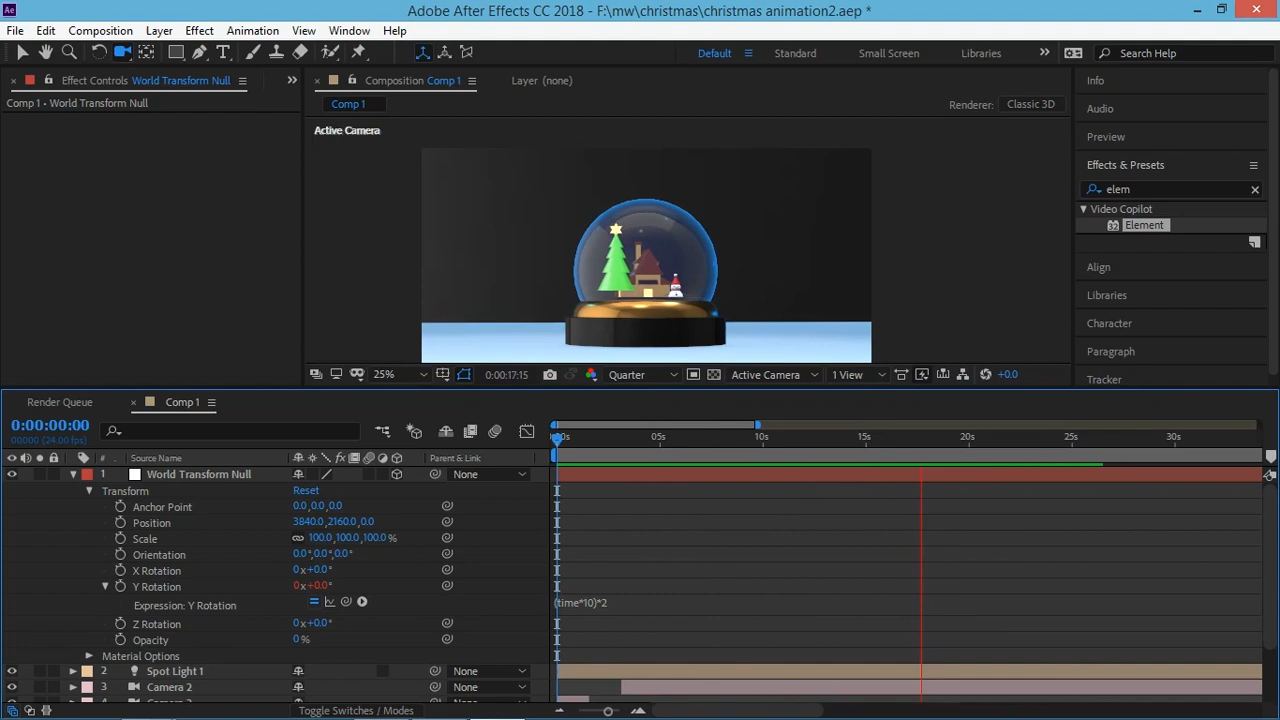 Ae Adobe After Effects CC 2018 - F:\mw\christmas\christmas animation2.aep *
File Edit Composition Layer Effect Animation View Window Help
Default Standard Small Screen Libraries Search Help
Effect Controls World Transform Null
Composition Comp 1
Layer (none)
Info
Comp 1 • World Transform Null
Comp 1
Renderer: Classic 3D
Audio
Active Camera
Preview
Effects & Presets
elem
Video Copilot
32 Element
Align
Libraries
Character
Paragraph
Tracker
25% 0:00:17:15 Quarter Active Camera 1 View +0.0
Render Queue Comp 1
0:00:00:00
00000 (24.00 fps)
05s 10s 15s 20s 25s 30s
# Source Name Parent & Link
1 World Transform Null None
Transform Reset
Anchor Point 0.0,0.0,0.0
Position 3840.0,2160.0,0.0
Scale 100.0,100.0,100.0%
Orientation 0.0°,0.0°,0.0°
X Rotation 0x+0.0°
Y Rotation 0x+0.0°
Expression: Y Rotation (time*10)*2
Z Rotation 0x+0.0°
Opacity 0%
Material Options
2 Spot Light 1 None
3 Camera 2 None
Toggle Switches / Modes